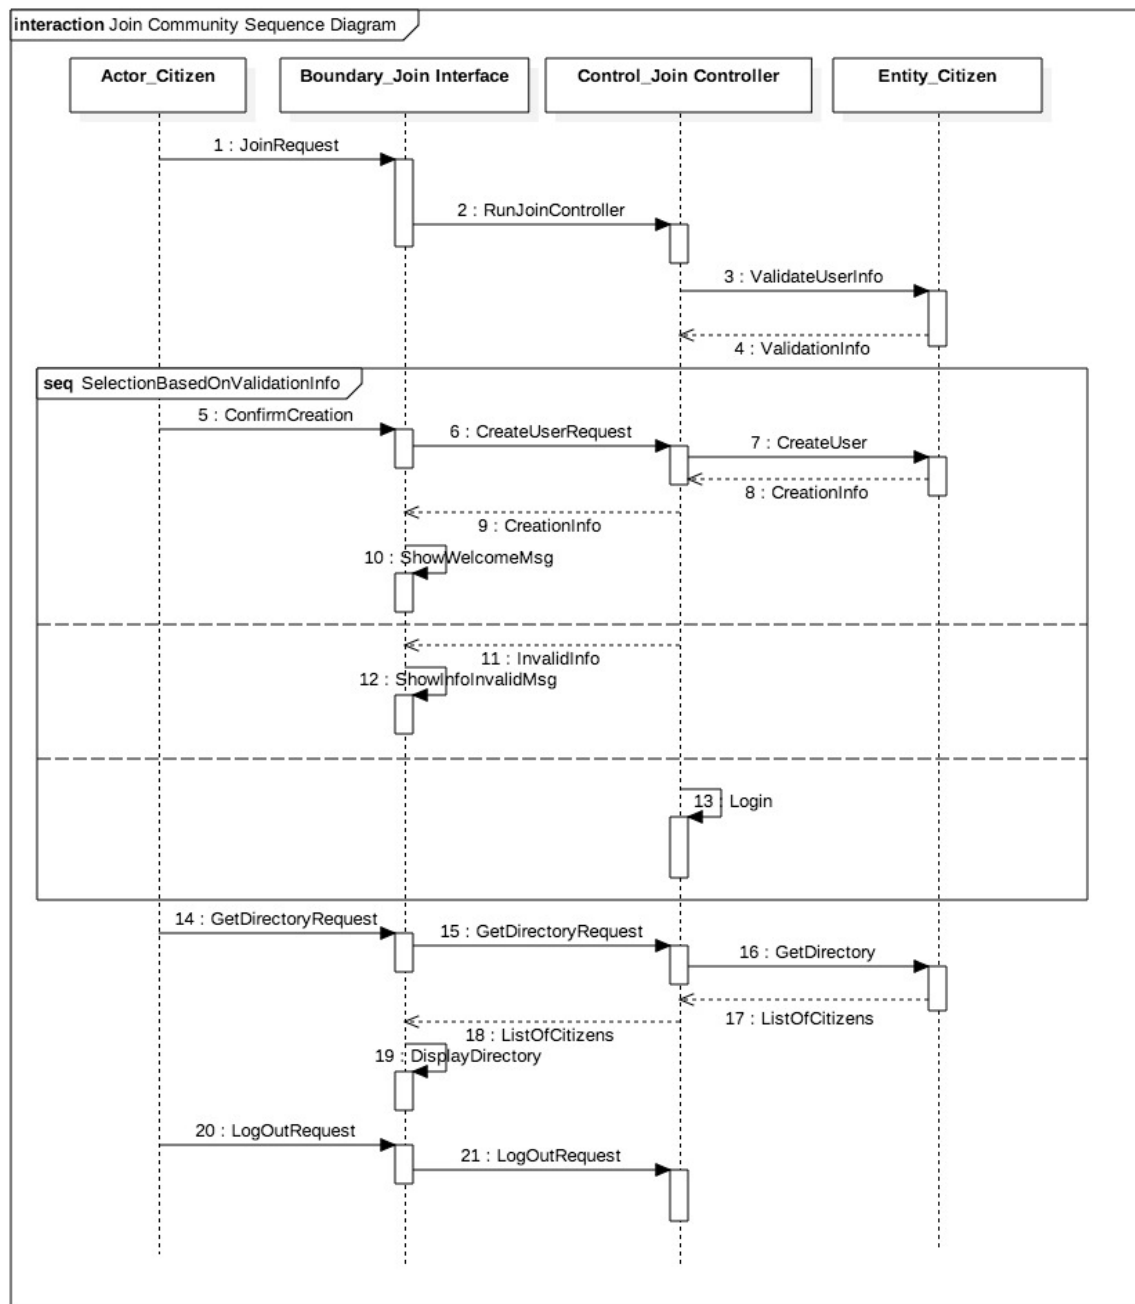 interaction Join Community Sequence Diagram
Actor_Citizen
Boundary_Join Interface
Control_Join Controller
Entity_Citizen
1 : JoinRequest
2 : RunJoinController
3 : ValidateUserInfo
4 : ValidationInfo
seq SelectionBasedOnValidationInfo
5 : ConfirmCreation
6 : CreateUserRequest
7 : CreateUser
8 : CreationInfo
9 : CreationInfo
10 : ShowWelcomeMsg
11 : InvalidInfo
12 : ShowInfoInvalidMsg
13 : Login
14 : GetDirectoryRequest
15 : GetDirectoryRequest
16 : GetDirectory
17 : ListOfCitizens
18 : ListOfCitizens
19 : DisplayDirectory
20 : LogOutRequest
21 : LogOutRequest